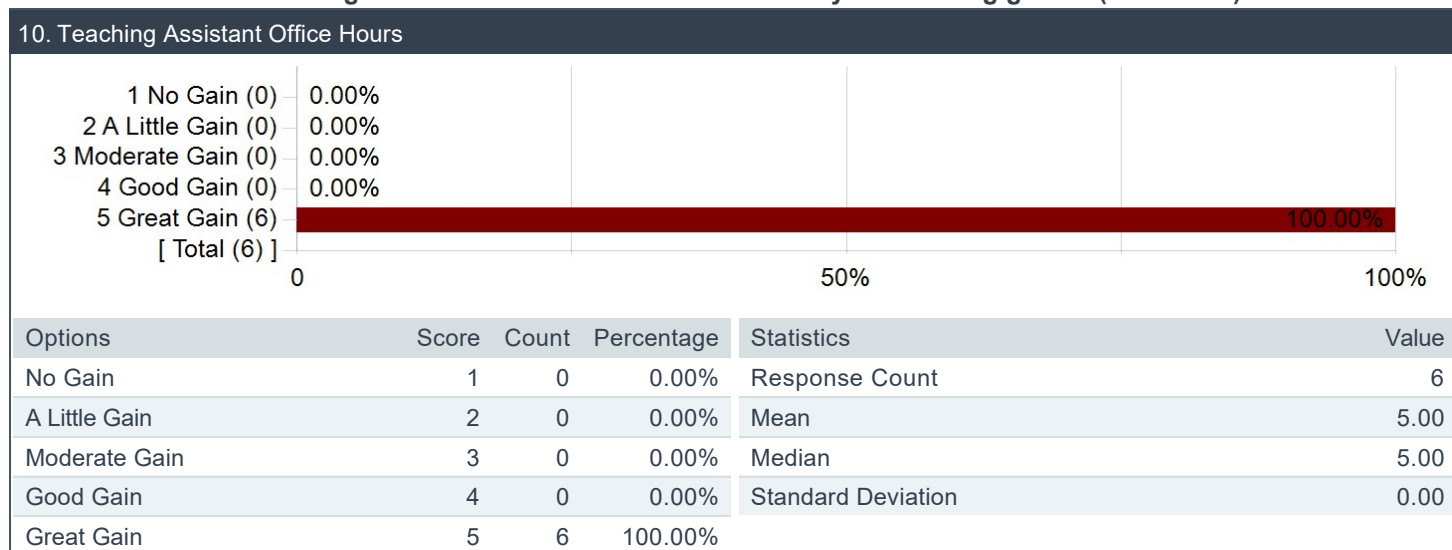 10. Teaching Assistant Office Hours
1 No Gain (0) 0.00%
2 A Little Gain (0) 0.00%
3 Moderate Gain (0) 0.00%
4 Good Gain (0) 0.00%
5 Great Gain (6) 100.00%
[ Total (6) ]
0 50% 100%
Options Score Count Percentage Statistics Value
No Gain 1 0 0.00% Response Count 6
A Little Gain 2 0 0.00% Mean 5.00
Moderate Gain 3 0 0.00% Median 5.00
Good Gain 4 0 0.00% Standard Deviation 0.00
Great Gain 5 6 100.00%